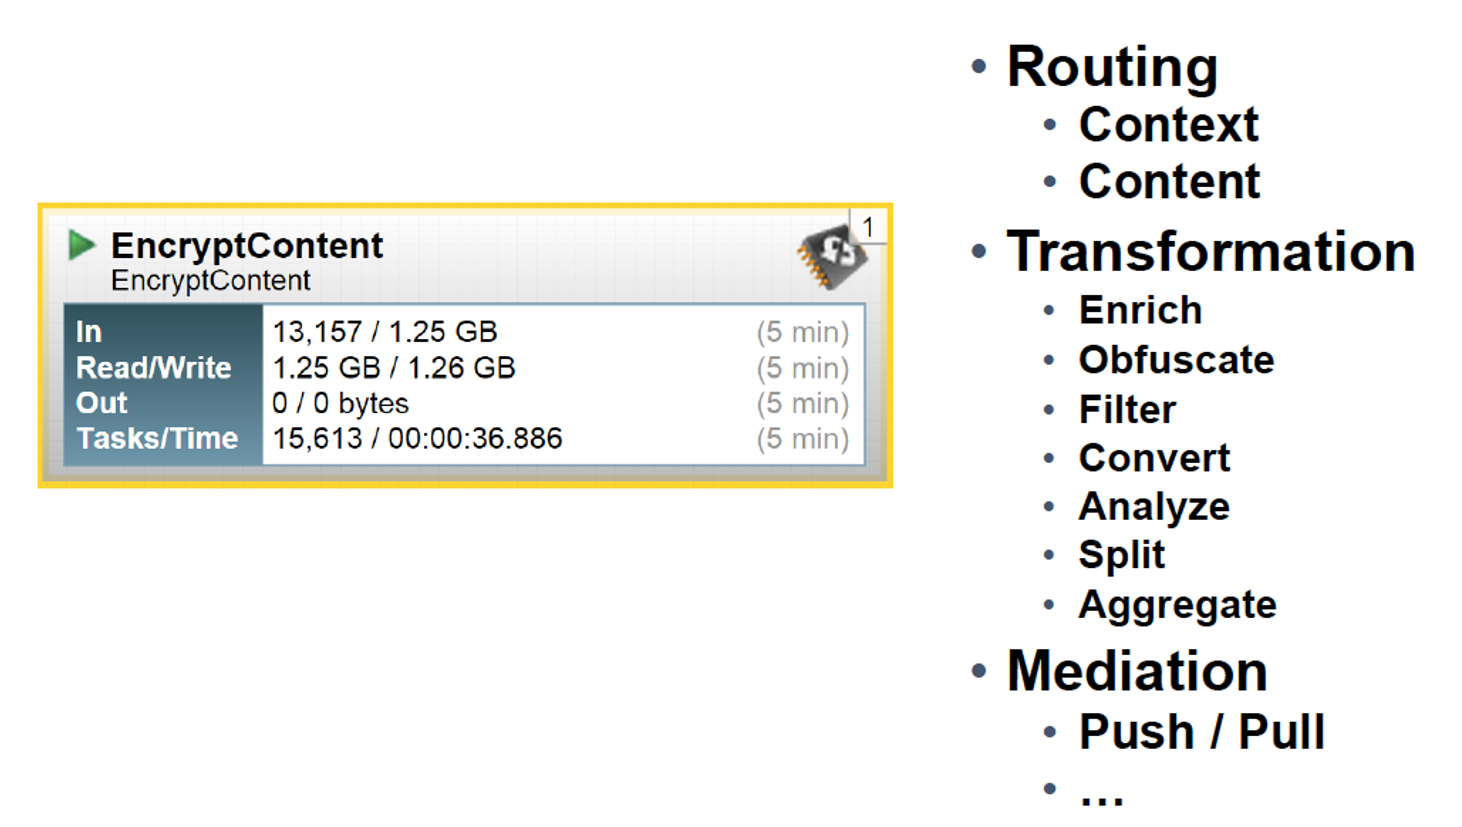 EncryptContent
EncryptContent
1
In 13,157 / 1.25 GB (5 min)
Read/Write 1.25 GB / 1.26 GB (5 min)
Out 0 / 0 bytes (5 min)
Tasks/Time 15,613 / 00:00:36.886 (5 min)
• Routing
• Context
• Content
• Transformation
• Enrich
• Obfuscate
• Filter
• Convert
• Analyze
• Split
• Aggregate
• Mediation
• Push / Pull
• ...